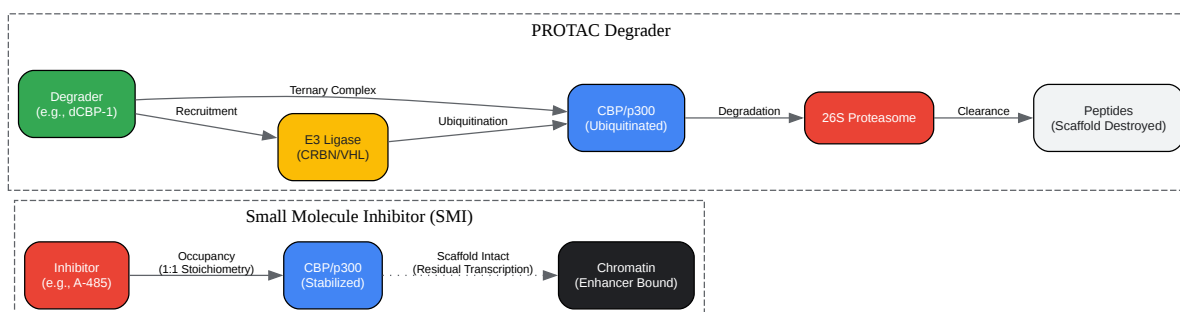 PROTAC Degrader
Degrader
(e.g., dCBP-1)
Ternary Complex
Recruitment
E3 Ligase
(CRBN/VHL)
Ubiquitination
CBP/p300
(Ubiquitinated)
Degradation
26S Proteasome
Clearance
Peptides
(Scaffold Destroyed)
Small Molecule Inhibitor (SMI)
Inhibitor
(e.g., A-485)
Occupancy
(1:1 Stoichiometry)
CBP/p300
(Stabilized)
Scaffold Intact
(Residual Transcription)
Chromatin
(Enhancer Bound)